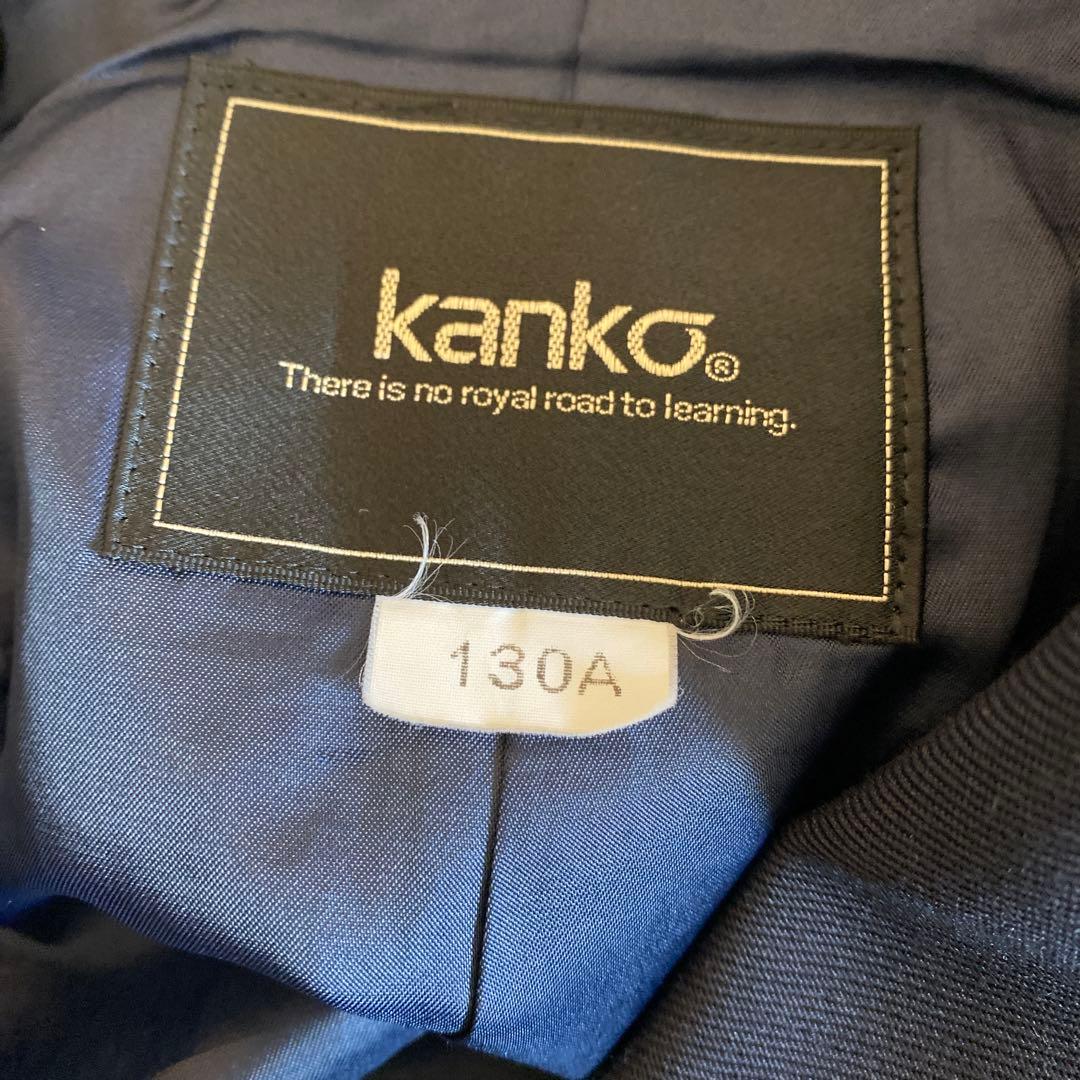 kanko®
There is no royal road to learning.
130A